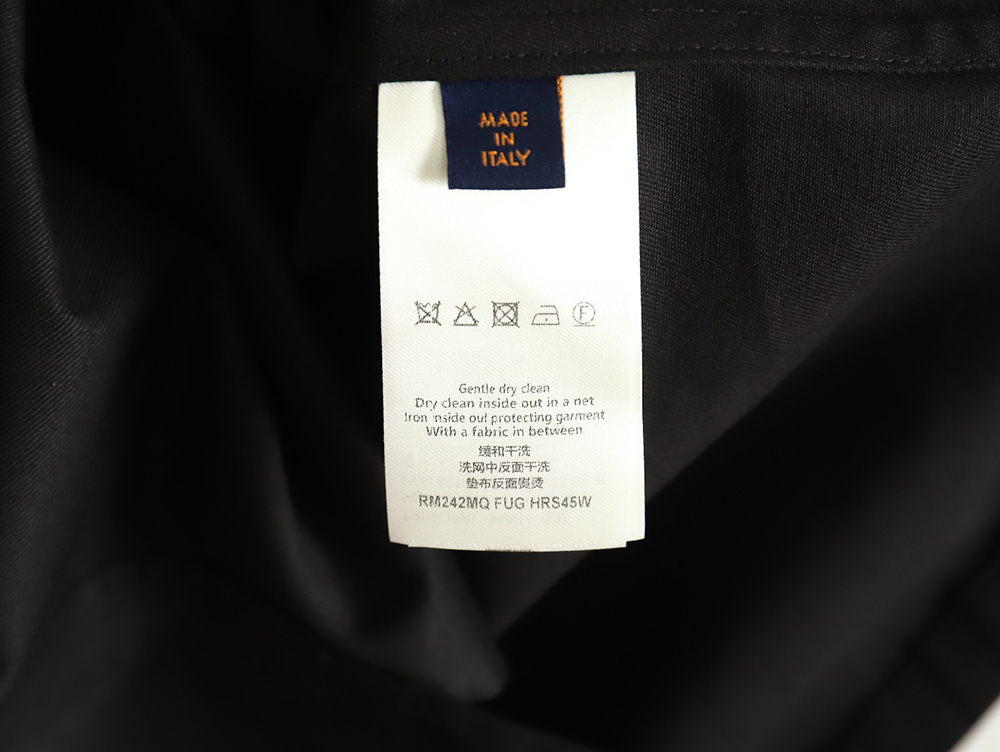 MADE
IN
ITALY
F
Gentle dry clean
Dry clean inside out in a net
Iron inside out protecting garment
With a fabric in between
缓和干洗
洗网中反面干洗
垫布反面熨烫
RM242MQ FUG HRS45W